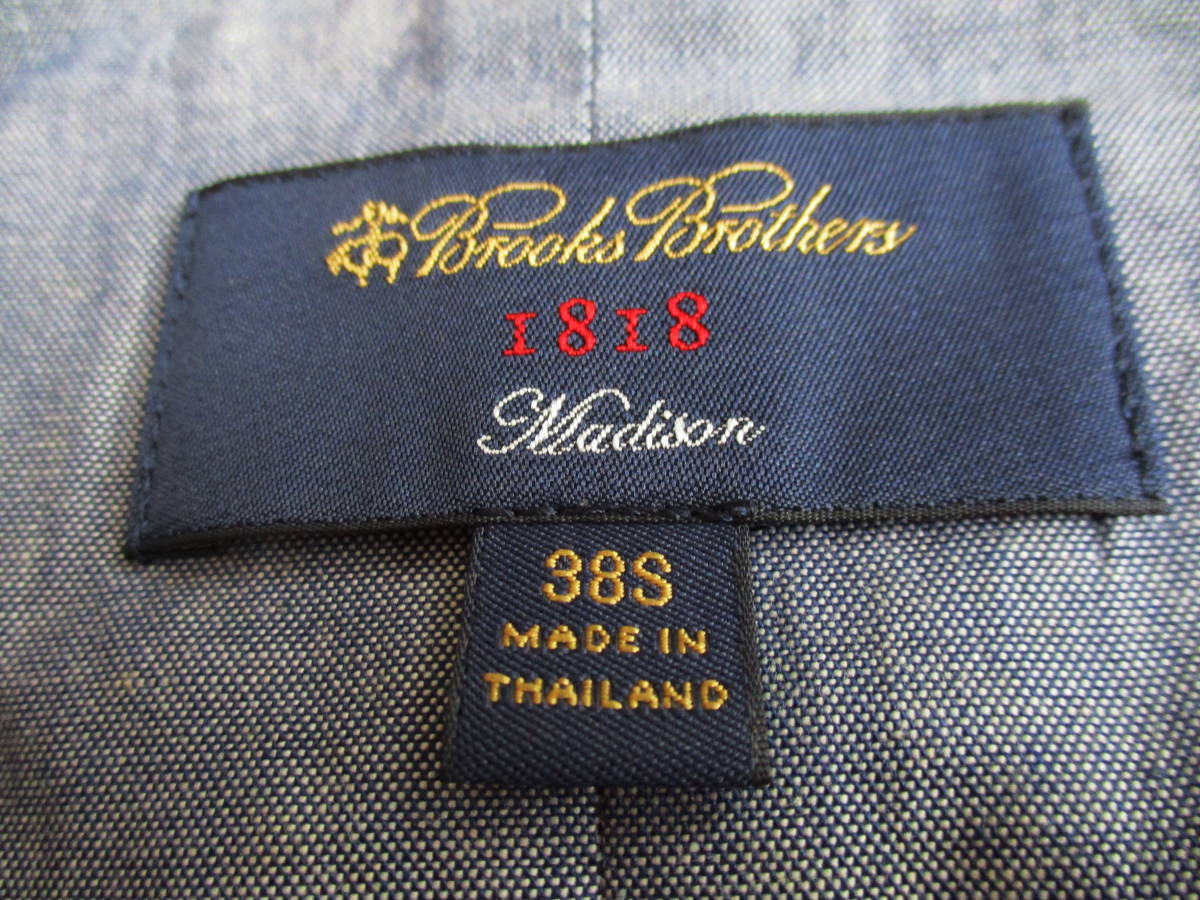 Brooks Brothers
1818
Madison
38S
MADE IN
THAILAND